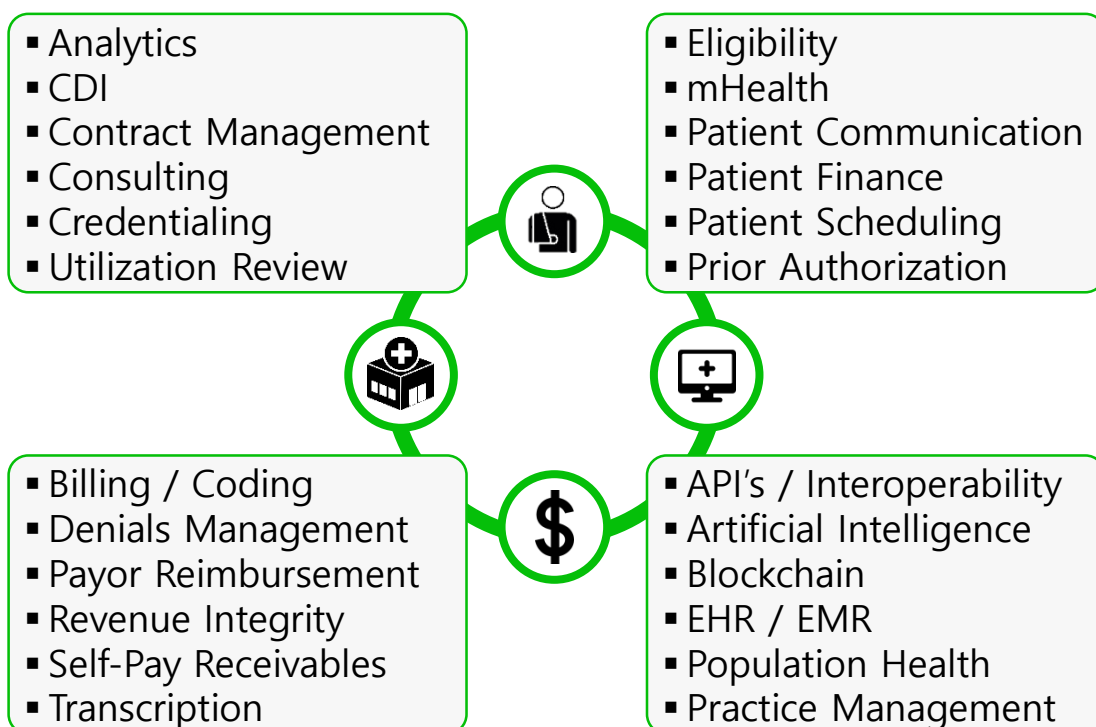 ▪ Analytics
▪ CDI
▪ Contract Management
▪ Consulting
▪ Credentialing
▪ Utilization Review
▪ Eligibility
▪ mHealth
▪ Patient Communication
▪ Patient Finance
▪ Patient Scheduling
▪ Prior Authorization
$
▪ Billing / Coding
▪ Denials Management
▪ Payor Reimbursement
▪ Revenue Integrity
▪ Self-Pay Receivables
▪ Transcription
▪ API’s / Interoperability
▪ Artificial Intelligence
▪ Blockchain
▪ EHR / EMR
▪ Population Health
▪ Practice Management